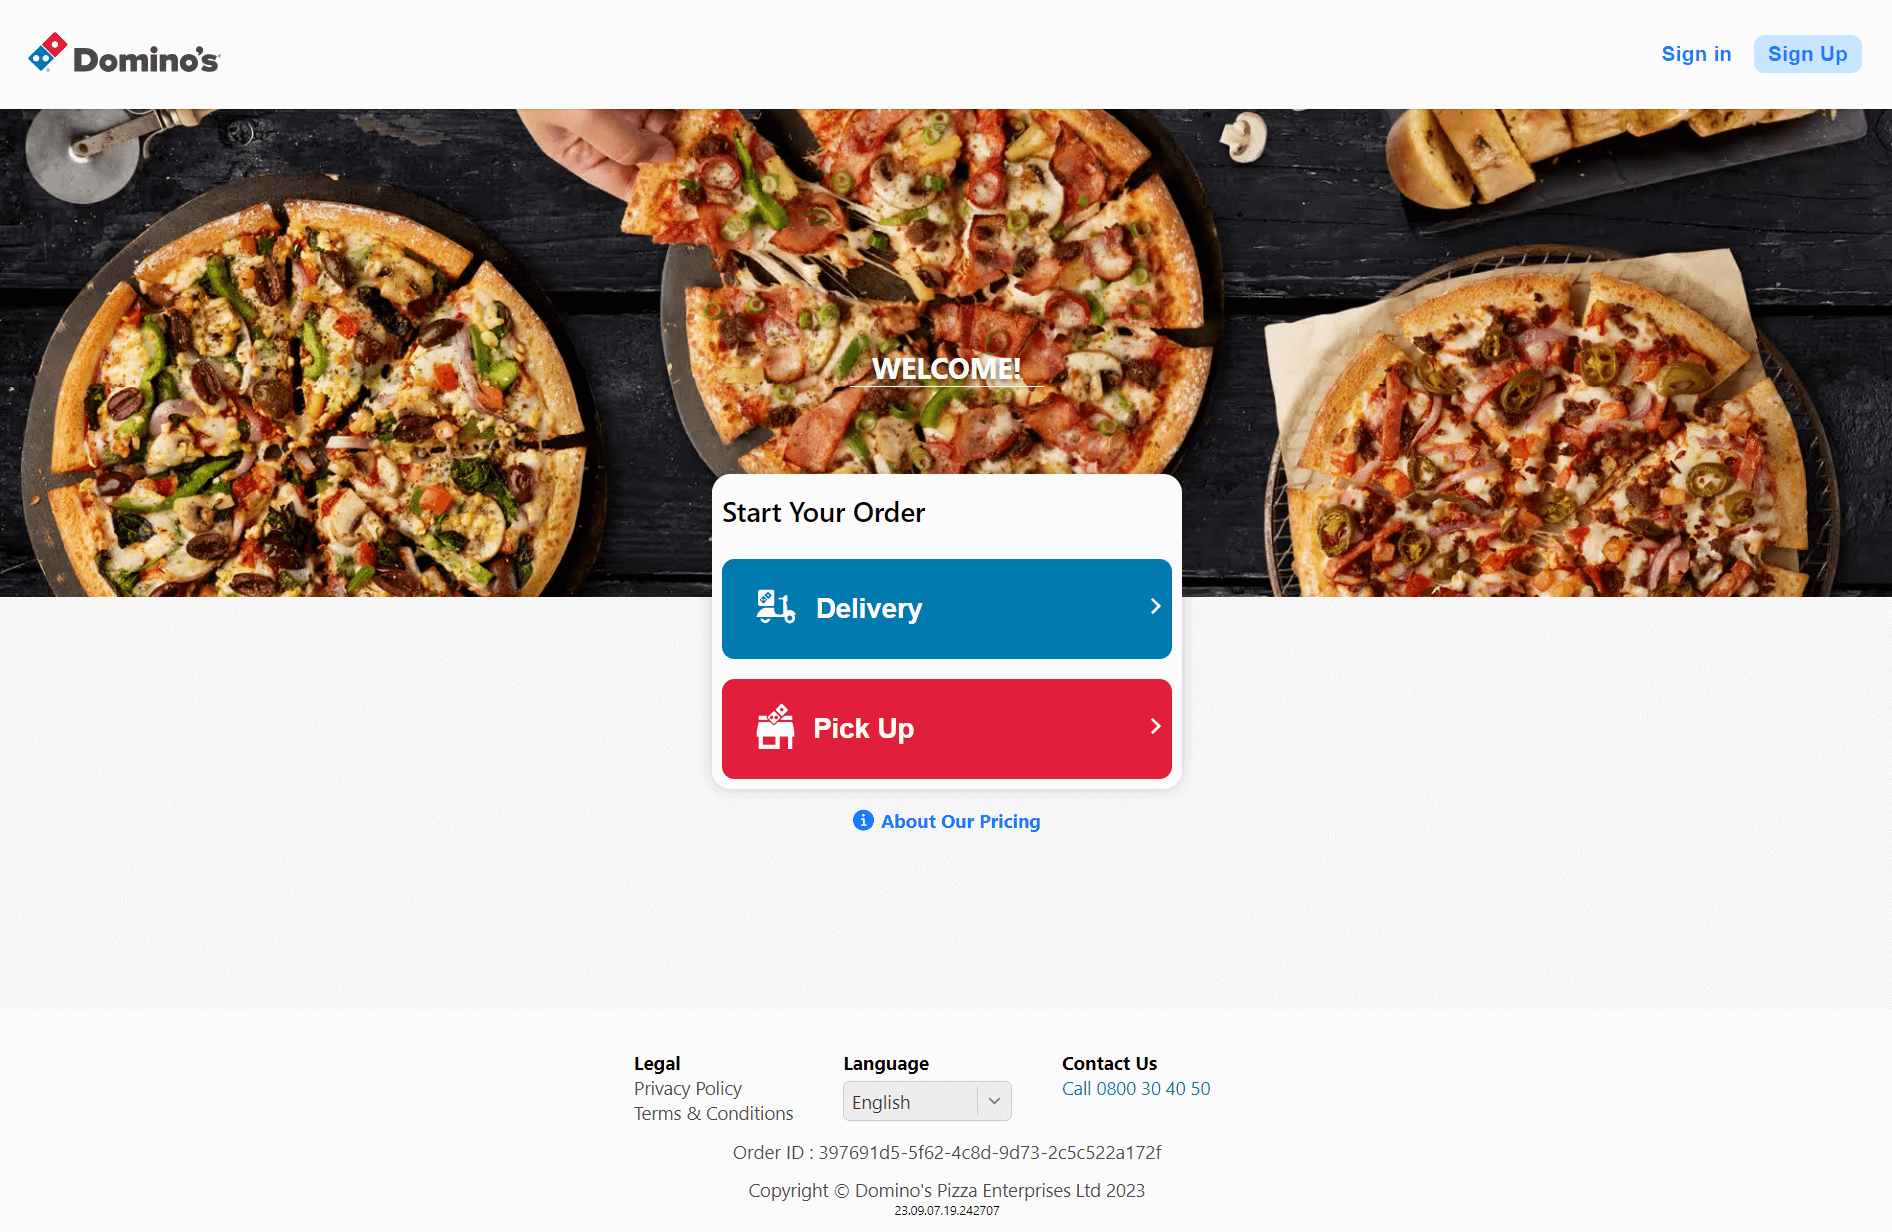 Domino's
Sign in
Sign Up
WELCOME!
Start Your Order
Delivery
Pick Up
About Our Pricing
Legal
Privacy Policy
Terms & Conditions
Language
English
Contact Us
Call 0800 30 40 50
Order ID : 397691d5-5f62-4c8d-9d73-2c5c522a172f
Copyright © Domino's Pizza Enterprises Ltd 2023
23.09.07.19.242707